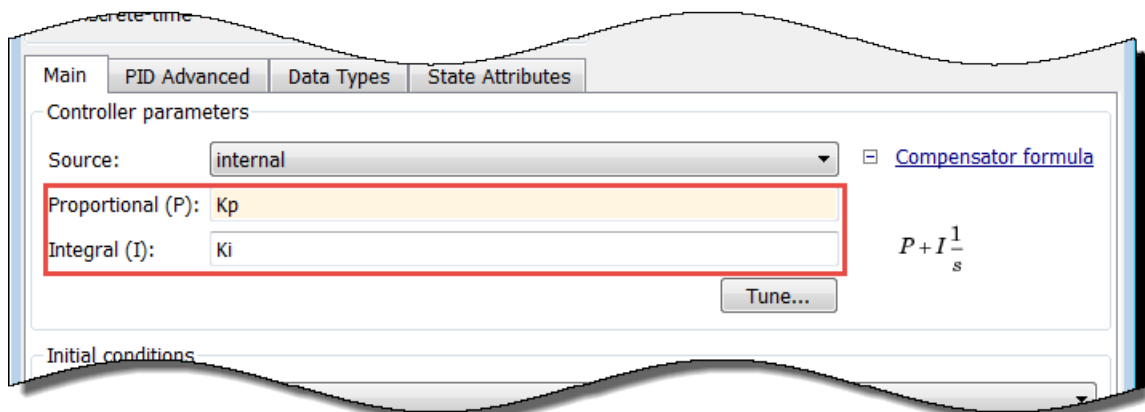 Main PID Advanced Data Types State Attributes
Controller parameters
Source: internal Compensator formula
Proportional (P): Kp
Integral (I): Ki
P + I 1/s
Tune...
Initial conditions